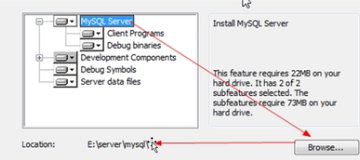 MySQL Server
Client Programs
Debug binaries
Development Components
Debug Symbols
Server data files
Install MySQL Server
This feature requires 22MB on your
hard drive. It has 2 of 2
subfeatures selected. The
subfeatures require 73MB on your
hard drive.
Location:
E:\server\mysql\
Browse...